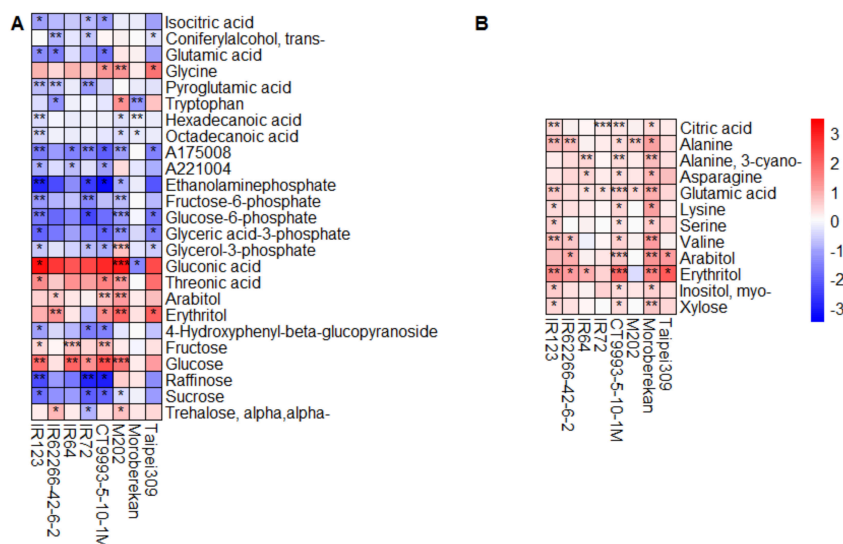 A
Isocitric acid
Coniferylalcohol, trans-
Glutamic acid
Glycine
Pyroglutamic acid
Tryptophan
Hexadecanoic acid
Octadecanoic acid
A175008
A221004
Ethanolaminephosphate
Fructose-6-phosphate
Glucose-6-phosphate
Glyceric acid-3-phosphate
Glycerol-3-phosphate
Gluconic acid
Threonic acid
Arabitol
Erythritol
4-Hydroxyphenyl-beta-glucopyranoside
Fructose
Glucose
Raffinose
Sucrose
Trehalose, alpha,alpha-
IR123
IR62266-42-6-2
IR64
IR72
CT9993-5-10-1M
M202
Moroberekan
Taipei309
B
Citric acid
Alanine
Alanine, 3-cyano-
Asparagine
Glutamic acid
Lysine
Serine
Valine
Arabitol
Erythritol
Inositol, myo-
Xylose
IR123
IR62266-42-6-2
IR64
IR72
CT9993-5-10-1M
M202
Moroberekan
Taipei309
3
2
1
0
-1
-2
-3